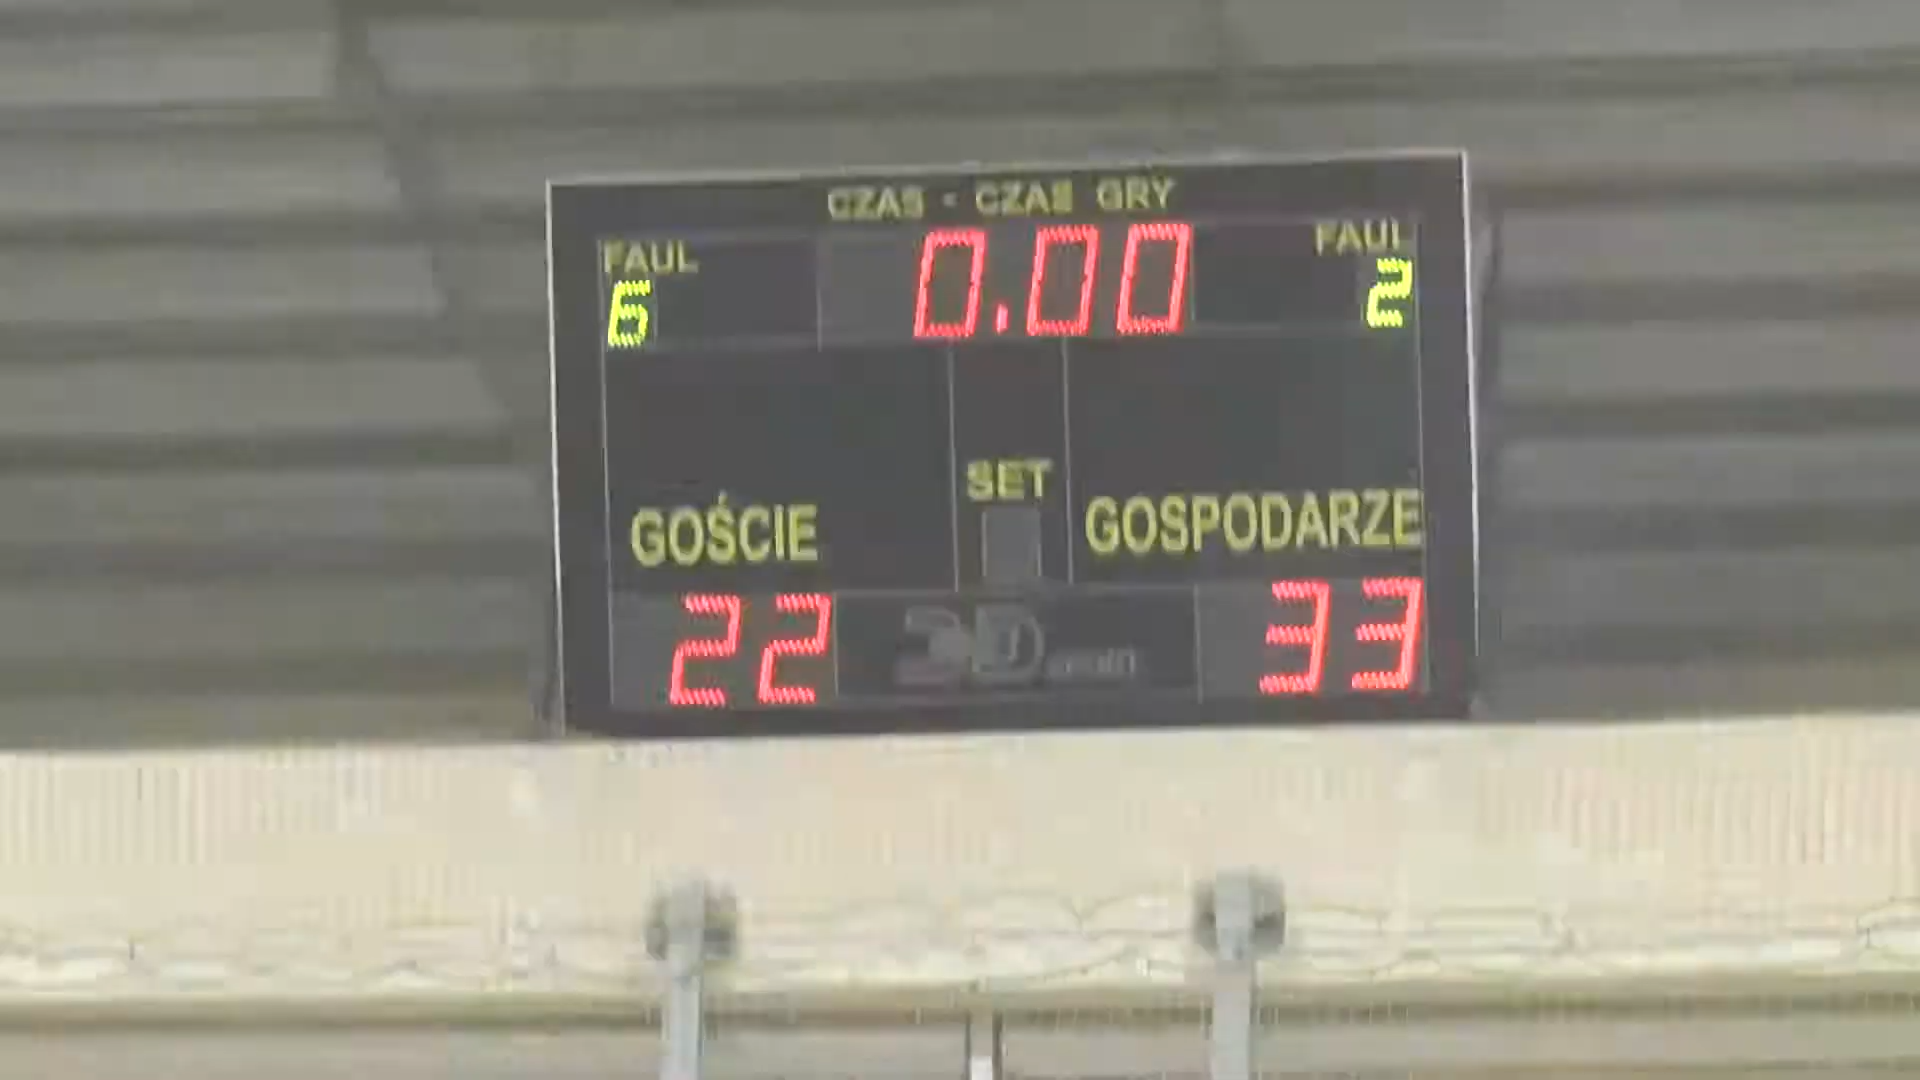 CZAS - CZAS GRY
FAUL 0.00 FAUL
6 2
SET
GOŚCIE GOSPODARZE
22 33